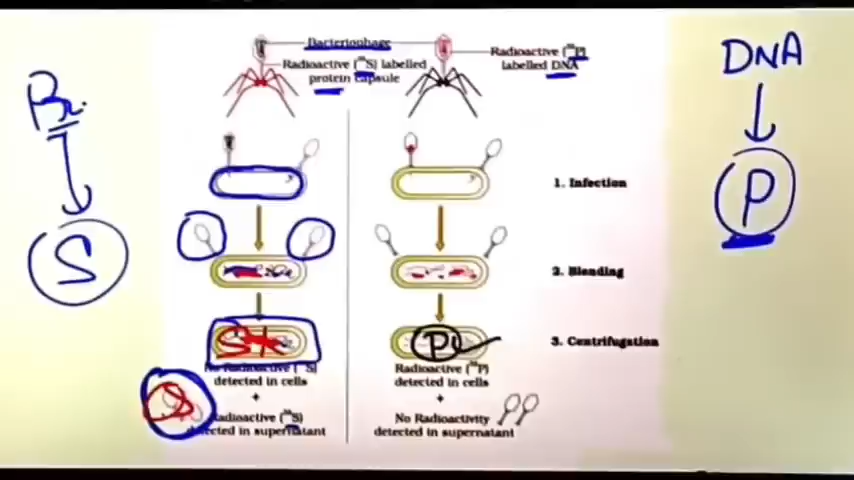 Bacteriophage
Radioactive (³⁵S) labelled
protein capsule
Radioactive (³²P)
labelled DNA
DNA
P
Pr.
S
1. Infection
2. Blending
3. Centrifugation
No Radioactive (³⁵S)
detected in cells
+
Radioactive (³⁵S)
detected in supernatant
Radioactive (³²P)
detected in cells
+
No Radioactivity
detected in supernatant